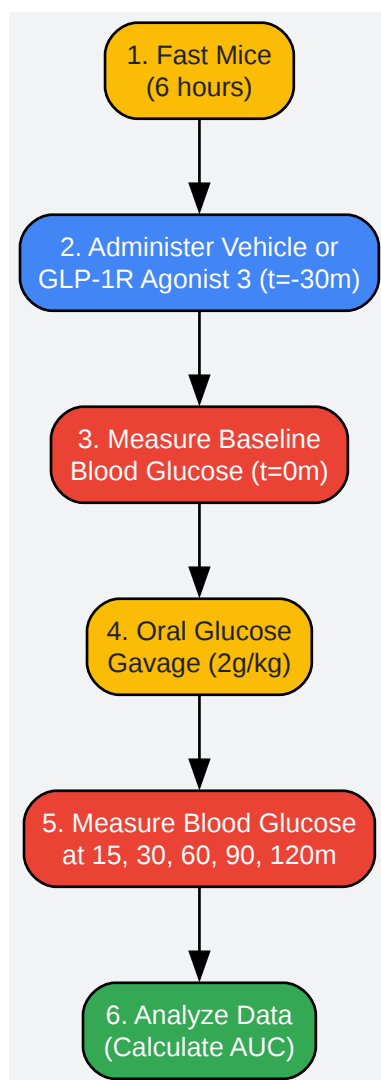 1. Fast Mice
(6 hours)
2. Administer Vehicle or
GLP-1R Agonist 3 (t=-30m)
3. Measure Baseline
Blood Glucose (t=0m)
4. Oral Glucose
Gavage (2g/kg)
5. Measure Blood Glucose
at 15, 30, 60, 90, 120m
6. Analyze Data
(Calculate AUC)